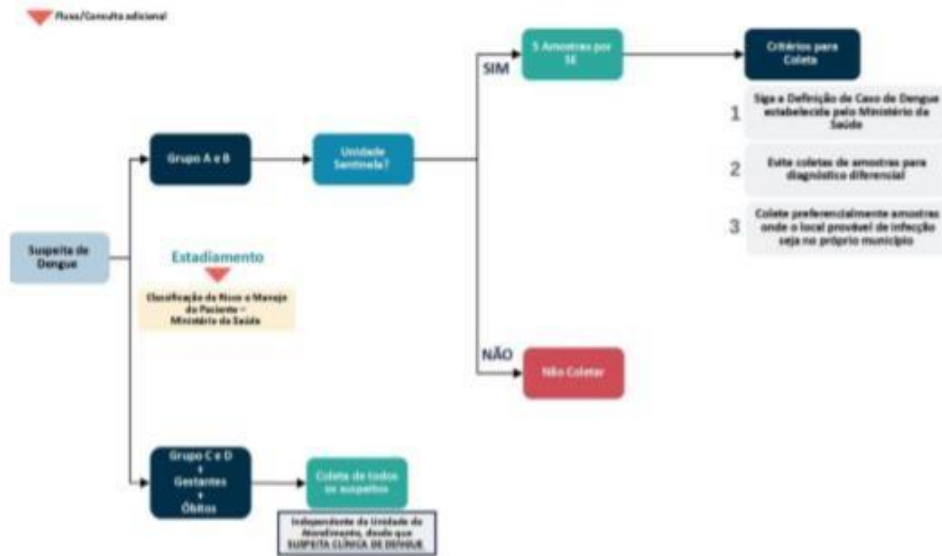 Fluxo/Consulta adicional
Suspeita de
Dengue
Grupo A e B
Unidade
Sentinela?
SIM
5 Amostras por
SE
Critérios para
Coleta
1 Siga a Definição de Caso de Dengue
estabelecida pelo Ministério da
Saúde
2 Evite coletas de amostras para
diagnóstico diferencial
3 Colete preferencialmente amostras
onde o local provável de infecção
seja no próprio município
NÃO
Não Coletar
Estadiamento
Classificação de Risco e Manejo
do Paciente –
Ministério da Saúde
Grupo C e D
+
Gestantes
+
Óbitos
Coleta de todos
os suspeitos
Independente da Unidade de
Atendimento, desde que
SUSPEITA CLÍNICA DE DENGUE